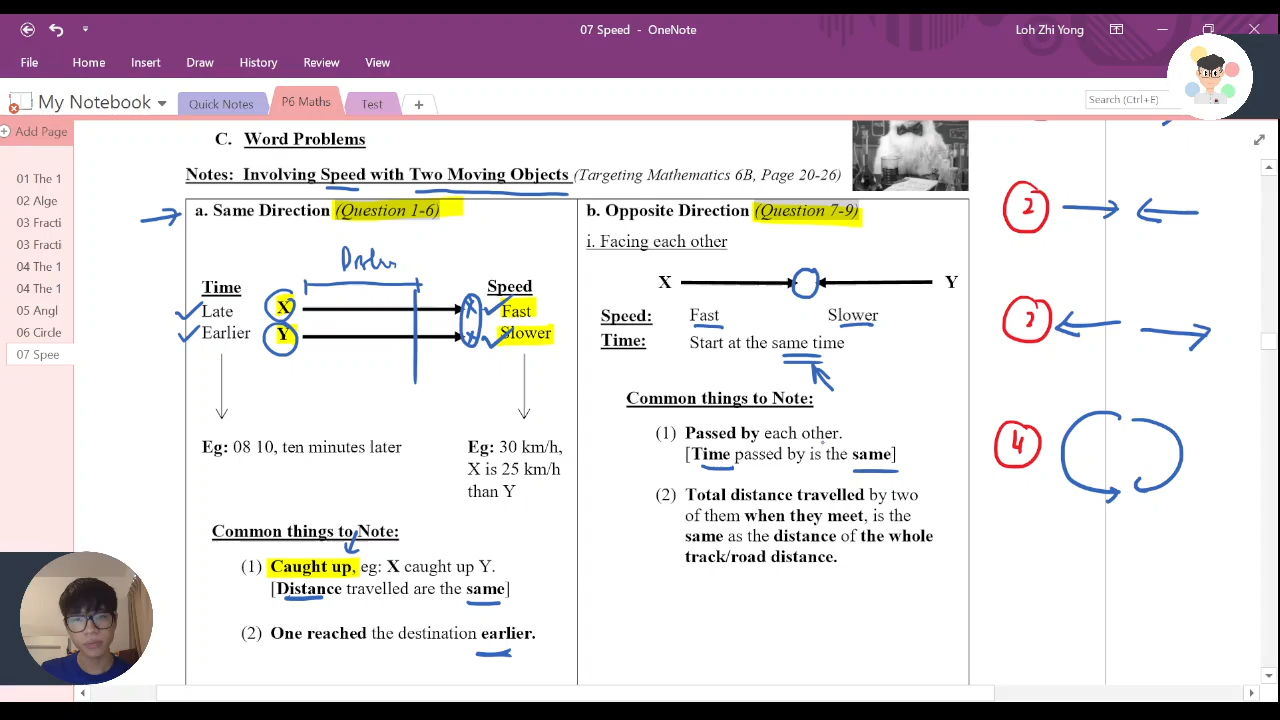 07 Speed - OneNote
Loh Zhi Yong
File Home Insert Draw History Review View
My Notebook
Quick Notes
P6 Maths
Test
Search (Ctrl+E)
Add Page
01 The 1
02 Alge
03 Fracti
03 Fracti
04 The 1
04 The 1
05 Angl
06 Circle
07 Spee
C. Word Problems
Notes: Involving Speed with Two Moving Objects (Targeting Mathematics 6B, Page 20-26)
a. Same Direction (Question 1-6)
Time
Speed
Late X X Fast
Earlier Y X Slower
Eg: 08 10, ten minutes later
Eg: 30 km/h,
X is 25 km/h
than Y
Common things to Note:
(1) Caught up, eg: X caught up Y.
[Distance travelled are the same]
(2) One reached the destination earlier.
b. Opposite Direction (Question 7-9)
i. Facing each other
X Y
Speed: Fast Slower
Time: Start at the same time
Common things to Note:
(1) Passed by each other.
[Time passed by is the same]
(2) Total distance travelled by two
of them when they meet, is the
same as the distance of the whole
track/road distance.
2
4